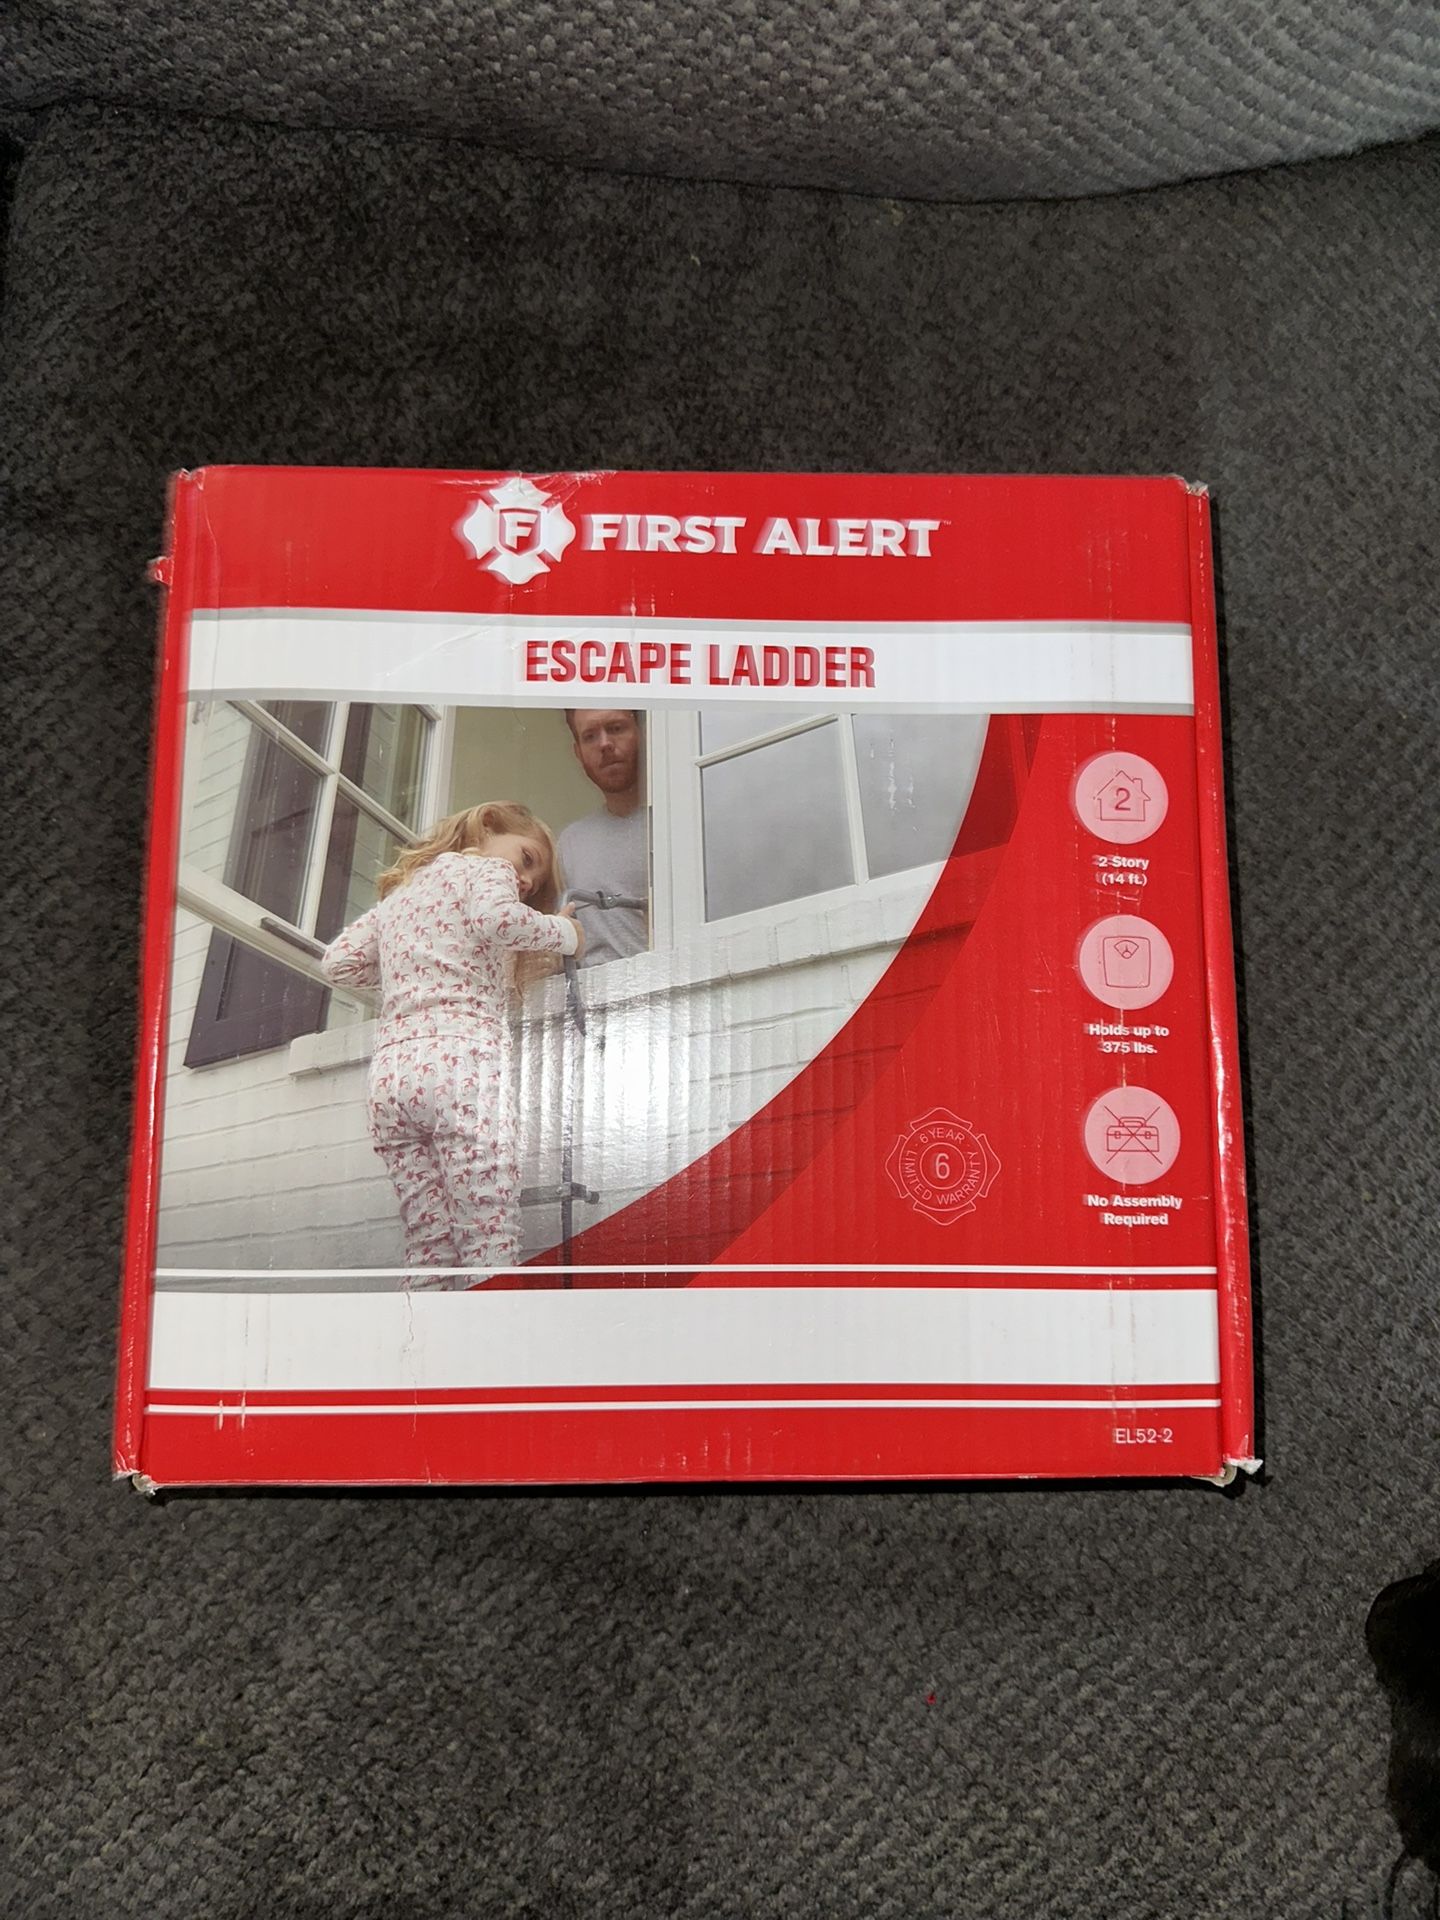 F FIRST ALERT™
ESCAPE LADDER
2
2 Story
(14 ft.)
Holds up to
375 lbs.
6 YEAR
6
LIMITED WARRANTY
No Assembly
Required
EL52-2